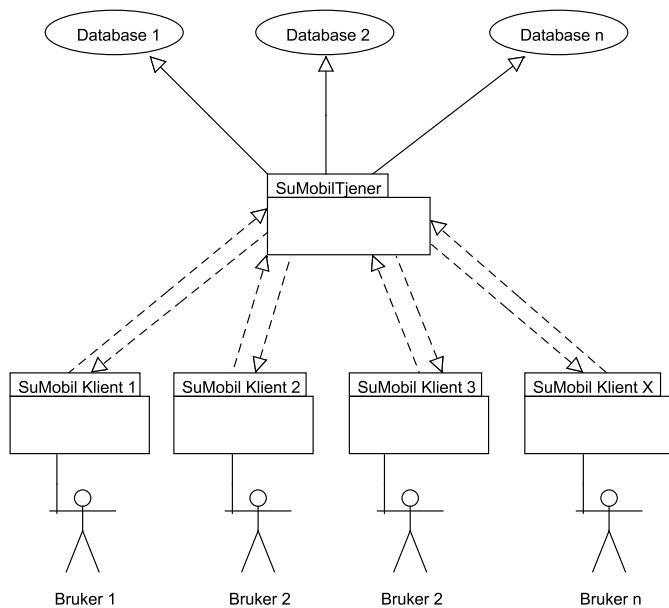 Database 1
Database 2
Database n
SuMobilTjener
SuMobil Klient 1
SuMobil Klient 2
SuMobil Klient 3
SuMobil Klient X
Bruker 1
Bruker 2
Bruker 2
Bruker n